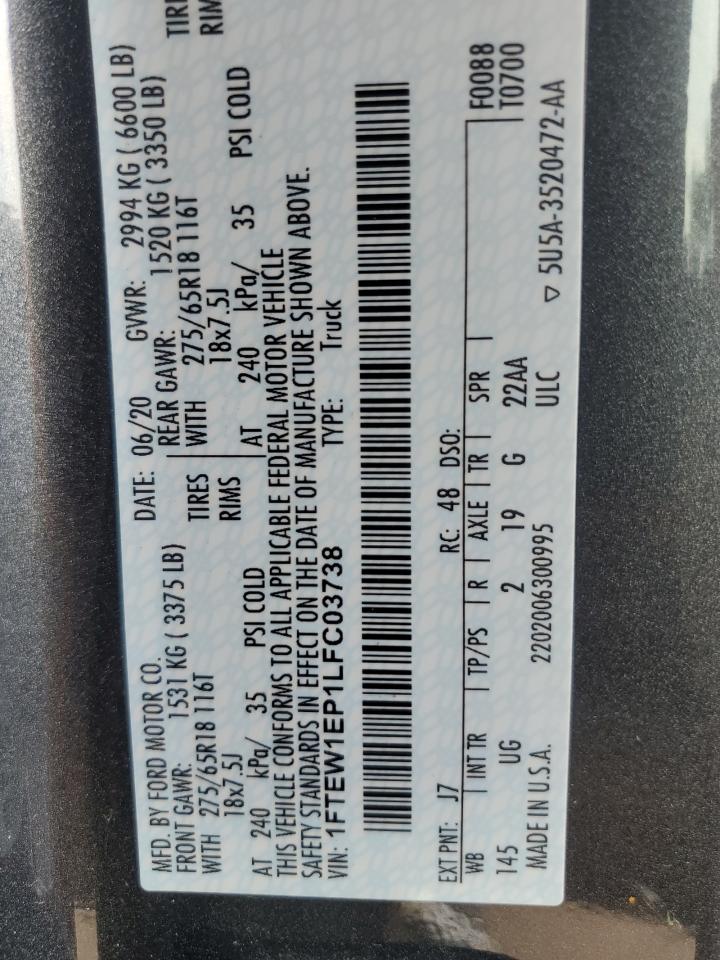 MFD. BY FORD MOTOR CO. DATE: 06/20 GVWR: 2994 KG ( 6600 LB)
FRONT GAWR: 1531 KG ( 3375 LB) REAR GAWR: 1520 KG ( 3350 LB)
WITH 275/65R18 116T TIRES WITH 275/65R18 116T TIRE
18x7.5J RIMS 18x7.5J RIM
AT 240 kPa/ 35 PSI COLD AT 240 kPa/ 35 PSI COLD
THIS VEHICLE CONFORMS TO ALL APPLICABLE FEDERAL MOTOR VEHICLE
SAFETY STANDARDS IN EFFECT ON THE DATE OF MANUFACTURE SHOWN ABOVE.
VIN: 1FTEW1EP1LFC03738 TYPE: Truck
EXT PNT: J7 RC: 48 DSO:
WB INT TR TP/PS R AXLE TR SPR F0088
145 UG 2 19 G 22AA T0700
ULC
MADE IN U.S.A. 2202006300995 ▽ 5U5A-3520472-AA